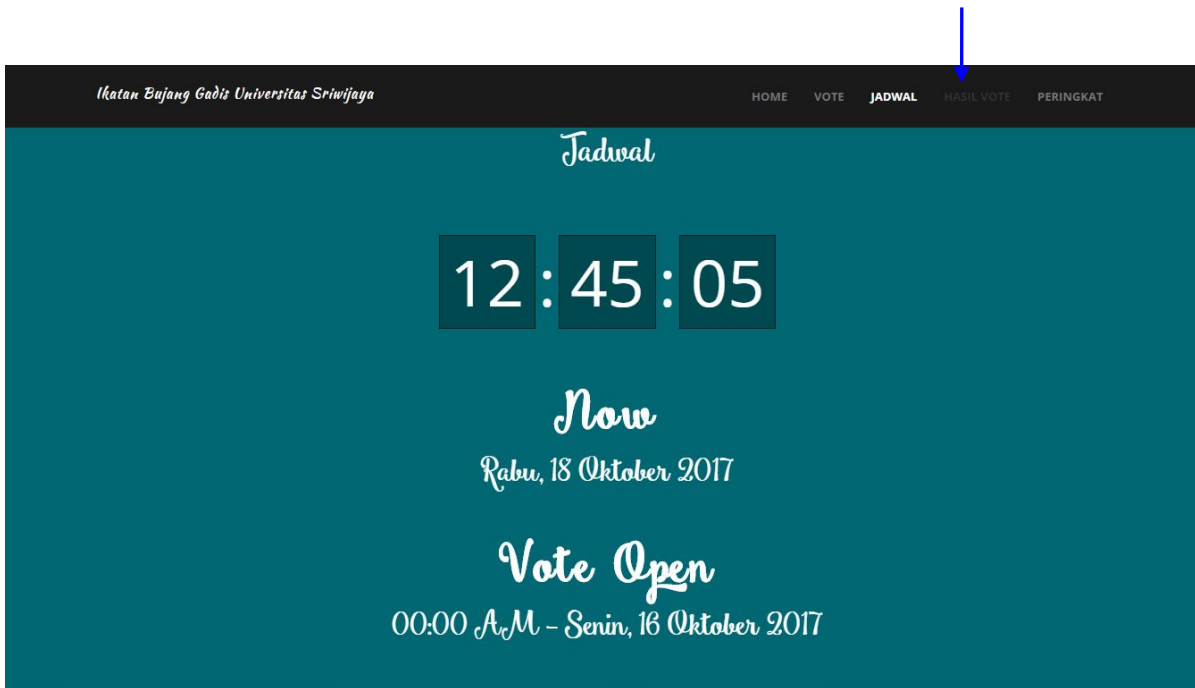 Ikatan Bujang Gadis Universitas Sriwijaya
HOME VOTE JADWAL HASIL VOTE PERINGKAT
Jadwal
12 : 45 : 05
Now
Rabu, 18 Oktober 2017
Vote Open
00:00 A.M - Senin, 16 Oktober 2017